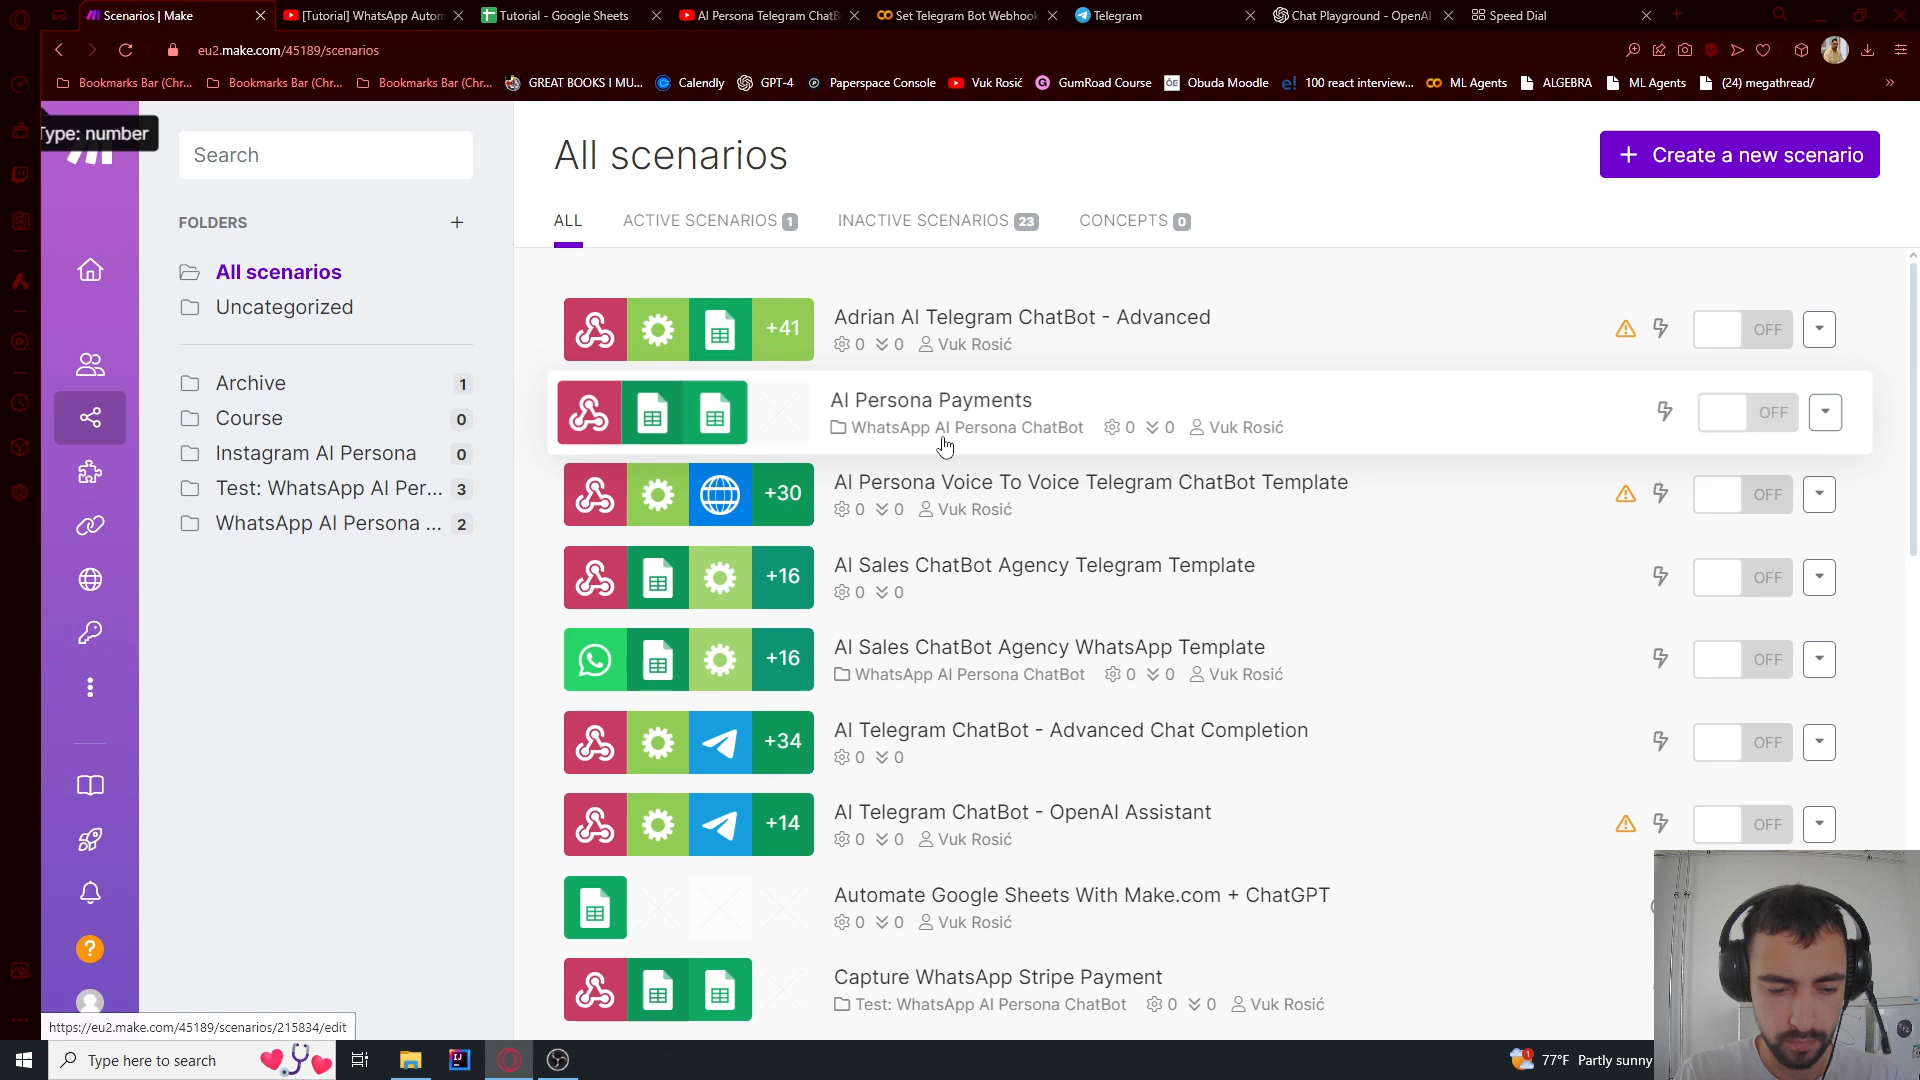 Scenarios | Make
[Tutorial] WhatsApp Autom
Tutorial - Google Sheets
AI Persona Telegram ChatB
Set Telegram Bot Webhook
Telegram
Chat Playground - OpenAI
Speed Dial
eu2.make.com/45189/scenarios
Bookmarks Bar (Chr...
Bookmarks Bar (Chr...
Bookmarks Bar (Chr...
GREAT BOOKS I MU...
Calendly
GPT-4
Paperspace Console
Vuk Rosić
GumRoad Course
Obuda Moodle
100 react interview...
ML Agents
ALGEBRA
ML Agents
(24) megathread/
Type: number
Search
FOLDERS
All scenarios
Uncategorized
Archive 1
Course 0
Instagram AI Persona 0
Test: WhatsApp AI Per... 3
WhatsApp AI Persona ... 2
All scenarios
+ Create a new scenario
ALL
ACTIVE SCENARIOS 1
INACTIVE SCENARIOS 23
CONCEPTS 0
+41
Adrian AI Telegram ChatBot - Advanced
0 0 Vuk Rosić
OFF
AI Persona Payments
WhatsApp AI Persona ChatBot 0 0 Vuk Rosić
OFF
+30
AI Persona Voice To Voice Telegram ChatBot Template
0 0 Vuk Rosić
OFF
+16
AI Sales ChatBot Agency Telegram Template
0 0
OFF
+16
AI Sales ChatBot Agency WhatsApp Template
WhatsApp AI Persona ChatBot 0 0 Vuk Rosić
OFF
+34
AI Telegram ChatBot - Advanced Chat Completion
0 0
OFF
+14
AI Telegram ChatBot - OpenAI Assistant
0 0 Vuk Rosić
OFF
Automate Google Sheets With Make.com + ChatGPT
0 0 Vuk Rosić
Capture WhatsApp Stripe Payment
Test: WhatsApp AI Persona ChatBot 0 0 Vuk Rosić
https://eu2.make.com/45189/scenarios/215834/edit
Type here to search
77°F Partly sunny